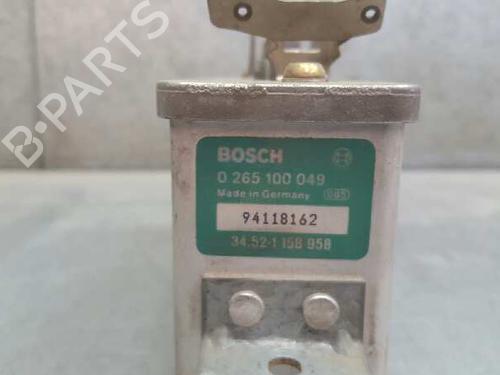 B-PARTS
BOSCH
0 265 100 049
Made in Germany
94118162
34.52-1 158 958